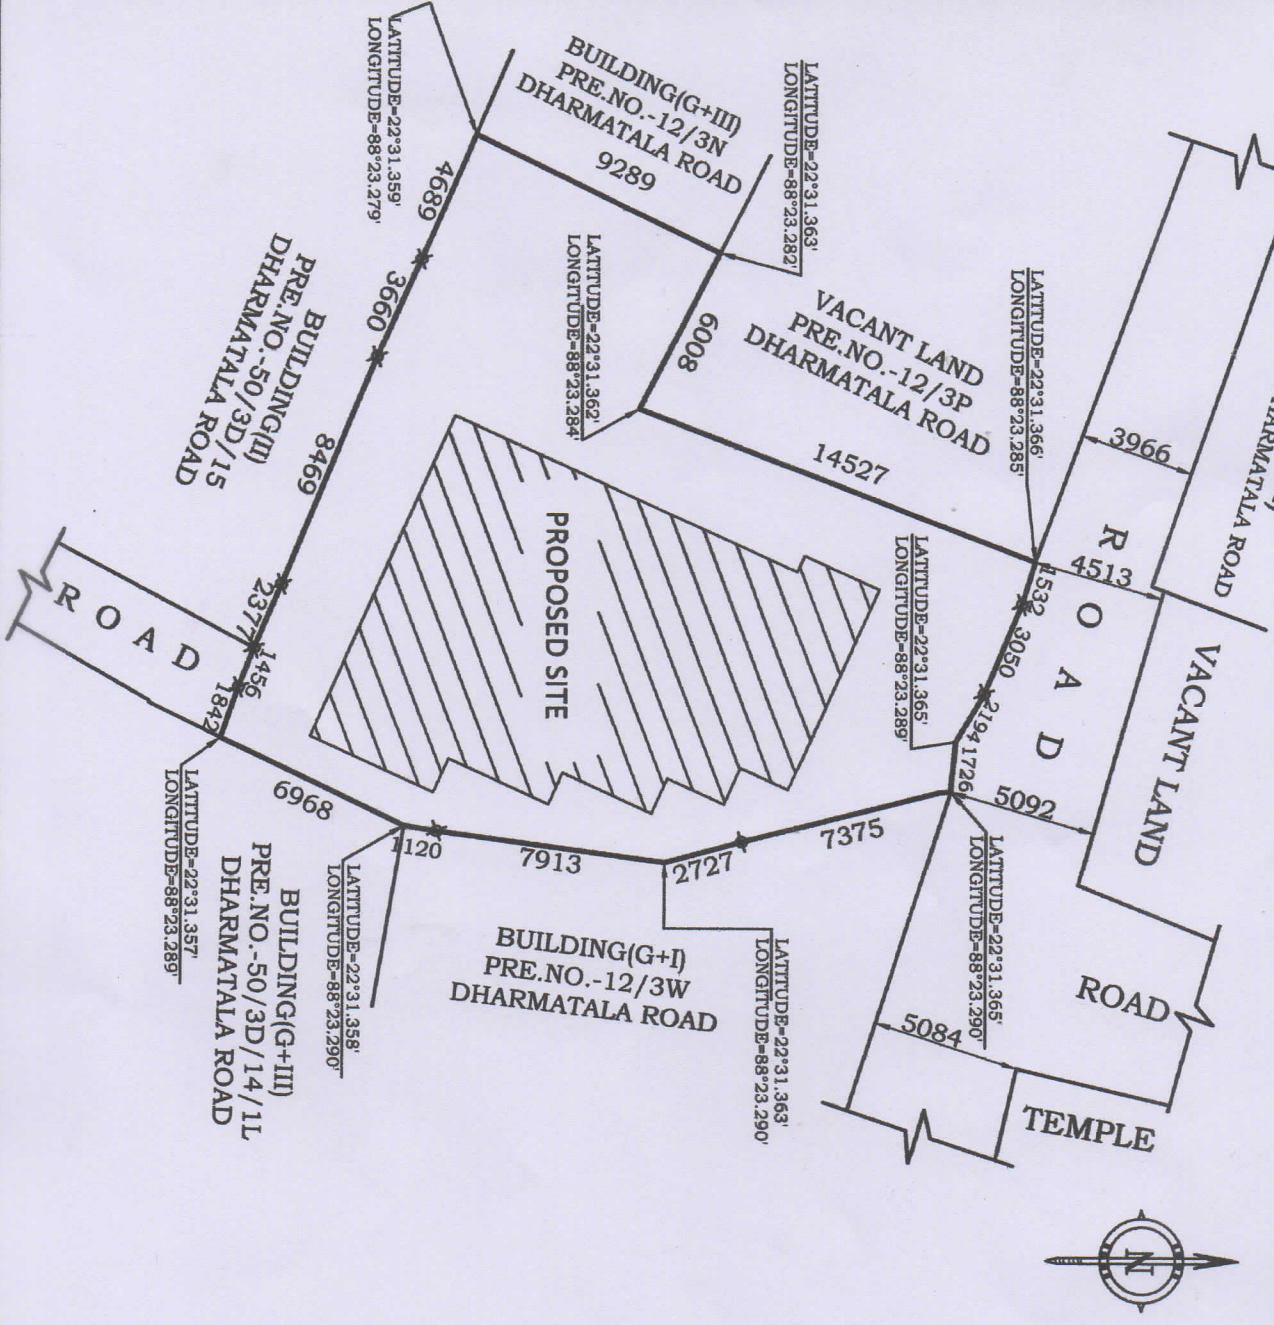 LATITUDE=22°31.359'
LONGITUDE=88°23.279'
BUILDING(G+III)
PRE.NO.-12/3N
DHARMATALA ROAD
9289
LATITUDE=22°31.363'
LONGITUDE=88°23.282'
4689
3660
8469
2377
1456
1842
BUILDING(III)
PRE.NO.-50/3D/15
DHARMATALA ROAD
LATITUDE=22°31.362'
LONGITUDE=88°23.284'
6008
VACANT LAND
PRE.NO.-12/3P
DHARMATALA ROAD
14527
LATITUDE=22°31.366'
LONGITUDE=88°23.285'
3966
DHARMATALA ROAD
ROAD
4513
1532
3050
2194
1726
LATITUDE=22°31.365'
LONGITUDE=88°23.289'
PROPOSED SITE
VACANT LAND
5092
ROAD
LATITUDE=22°31.357'
LONGITUDE=88°23.289'
6968
1120
7913
2727
7375
BUILDING(G+III)
PRE.NO.-50/3D/14/1L
DHARMATALA ROAD
LATITUDE=22°31.358'
LONGITUDE=88°23.290'
BUILDING(G+I)
PRE.NO.-12/3W
DHARMATALA ROAD
LATITUDE=22°31.363'
LONGITUDE=88°23.290'
LATITUDE=22°31.365'
LONGITUDE=88°23.290'
ROAD
5084
TEMPLE
N